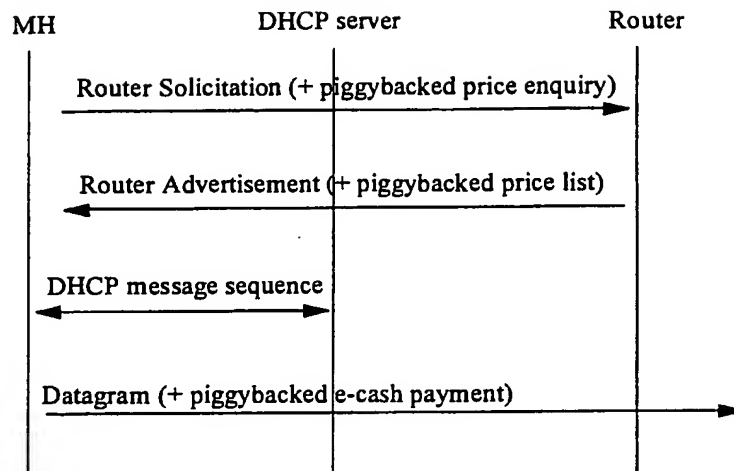 MH DHCP server Router
Router Solicitation (+ piggybacked price enquiry)
Router Advertisement (+ piggybacked price list)
DHCP message sequence
Datagram (+ piggybacked e-cash payment)